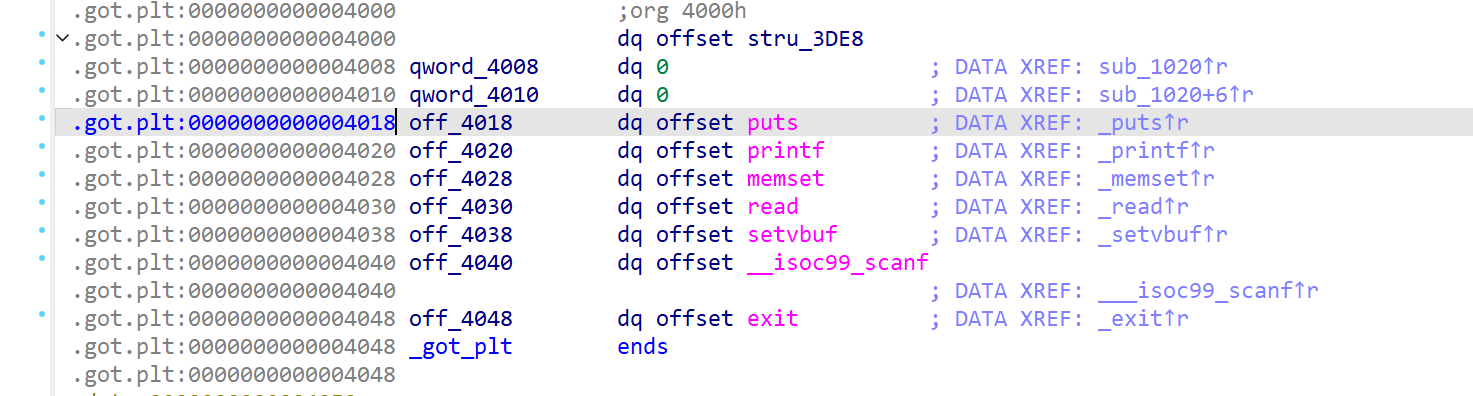 .got.plt:0000000000004000 ;org 4000h
.got.plt:0000000000004000 dq offset stru_3DE8
.got.plt:0000000000004008 qword_4008 dq 0 ; DATA XREF: sub_1020↑r
.got.plt:0000000000004010 qword_4010 dq 0 ; DATA XREF: sub_1020+6↑r
.got.plt:0000000000004018 off_4018 dq offset puts ; DATA XREF: _puts↑r
.got.plt:0000000000004020 off_4020 dq offset printf ; DATA XREF: _printf↑r
.got.plt:0000000000004028 off_4028 dq offset memset ; DATA XREF: _memset↑r
.got.plt:0000000000004030 off_4030 dq offset read ; DATA XREF: _read↑r
.got.plt:0000000000004038 off_4038 dq offset setvbuf ; DATA XREF: _setvbuf↑r
.got.plt:0000000000004040 off_4040 dq offset __isoc99_scanf
.got.plt:0000000000004040 ; DATA XREF: ___isoc99_scanf↑r
.got.plt:0000000000004048 off_4048 dq offset exit ; DATA XREF: _exit↑r
.got.plt:0000000000004048 _got_plt ends
.got.plt:0000000000004048